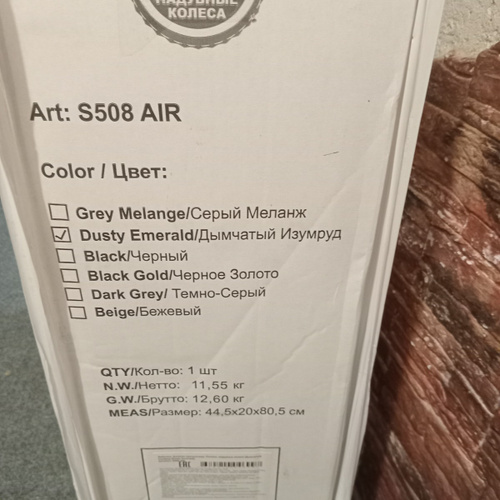 НАДУВНЫЕ
КОЛЕСА
Art: S508 AIR
Color / Цвет:
Grey Melange/Серый Меланж
Dusty Emerald/Дымчатый Изумруд
Black/Черный
Black Gold/Черное Золото
Dark Grey/ Темно-Серый
Beige/Бежевый
QTY/Кол-во: 1 шт
N.W./Нетто: 11,55 кг
G.W./Брутто: 12,60 кг
MEAS/Размер: 44,5x20x80,5 см
EAC